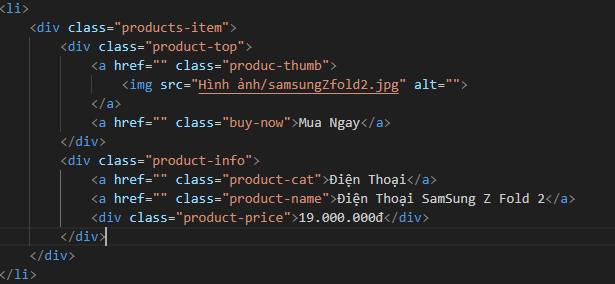 <li>
<div class="products-item">
<div class="product-top">
<a href="" class="produc-thumb">
<img src="Hình ảnh/samsungZfold2.jpg" alt="">
</a>
<a href="" class="buy-now">Mua Ngay</a>
</div>
<div class="product-info">
<a href="" class="product-cat">Điện Thoại</a>
<a href="" class="product-name">Điện Thoại SamSung Z Fold 2</a>
<div class="product-price">19.000.000đ</div>
</div>
</div>
</li>